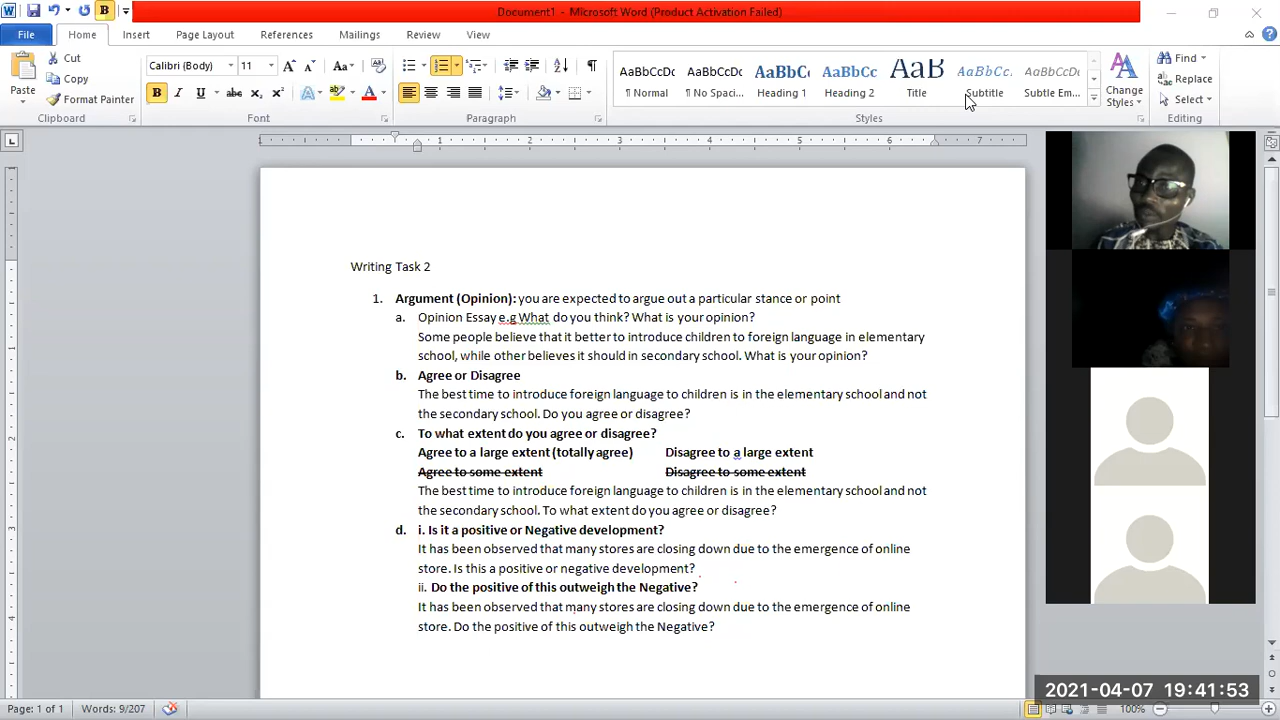 Document1 - Microsoft Word (Product Activation Failed)
File Home Insert Page Layout References Mailings Review View
Cut
Copy
Format Painter
Paste
Clipboard
Calibri (Body) 11
Font
Paragraph
AaBbCcDc AaBbCcDc AaBbCc AaBbCc AaB AaBbCc. AaBbCcDc
¶ Normal ¶ No Spaci... Heading 1 Heading 2 Title Subtitle Subtle Em...
Styles
Change
Styles
Find
Replace
Select
Editing
Writing Task 2
1. Argument (Opinion): you are expected to argue out a particular stance or point
a. Opinion Essay e.g What do you think? What is your opinion?
Some people believe that it better to introduce children to foreign language in elementary
school, while other believes it should in secondary school. What is your opinion?
b. Agree or Disagree
The best time to introduce foreign language to children is in the elementary school and not
the secondary school. Do you agree or disagree?
c. To what extent do you agree or disagree?
Agree to a large extent (totally agree) Disagree to a large extent
Agree to some extent Disagree to some extent
The best time to introduce foreign language to children is in the elementary school and not
the secondary school. To what extent do you agree or disagree?
d. i. Is it a positive or Negative development?
It has been observed that many stores are closing down due to the emergence of online
store. Is this a positive or negative development?
ii. Do the positive of this outweigh the Negative?
It has been observed that many stores are closing down due to the emergence of online
store. Do the positive of this outweigh the Negative?
2021-04-07 19:41:53
Page: 1 of 1 Words: 9/207 100%